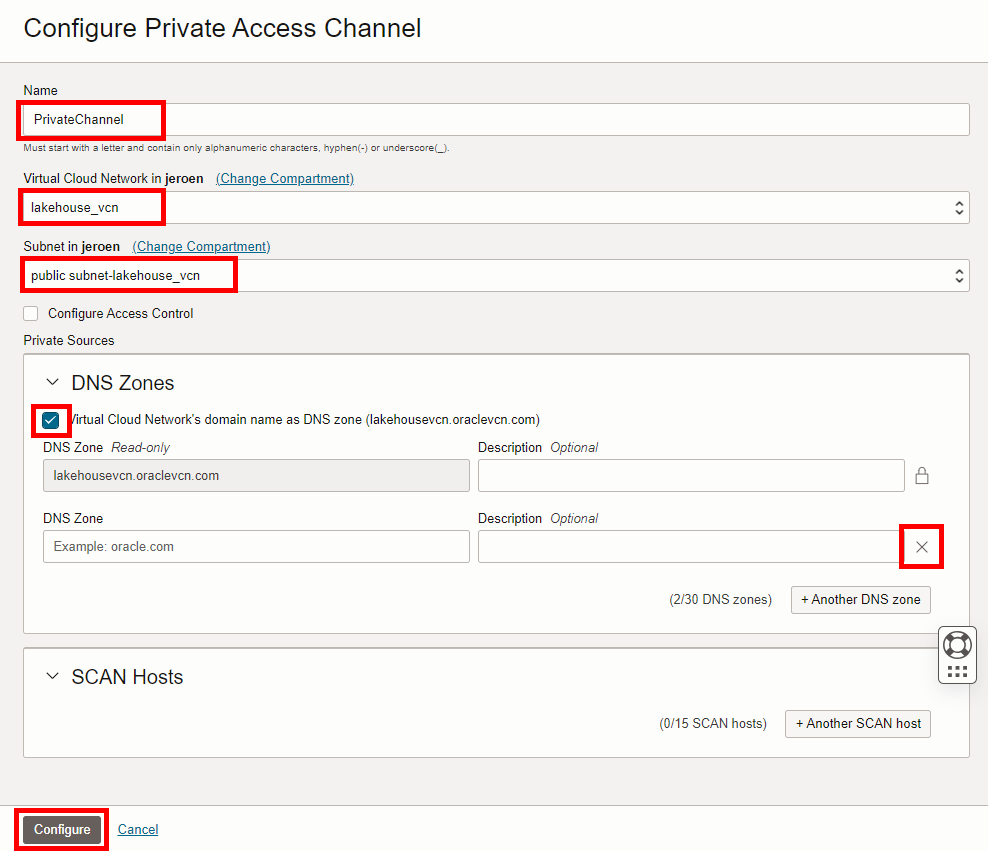 Configure Private Access Channel
Name
PrivateChannel
Must start with a letter and contain only alphanumeric characters, hyphen(-) or underscore(_).
Virtual Cloud Network in jeroen (Change Compartment)
lakehouse_vcn
Subnet in jeroen (Change Compartment)
public subnet-lakehouse_vcn
Configure Access Control
Private Sources
DNS Zones
Virtual Cloud Network's domain name as DNS zone (lakehousevcn.oraclevcn.com)
DNS Zone Read-only Description Optional
lakehousevcn.oraclevcn.com
DNS Zone Description Optional
Example: oracle.com
(2/30 DNS zones) + Another DNS zone
SCAN Hosts
(0/15 SCAN hosts) + Another SCAN host
Configure Cancel